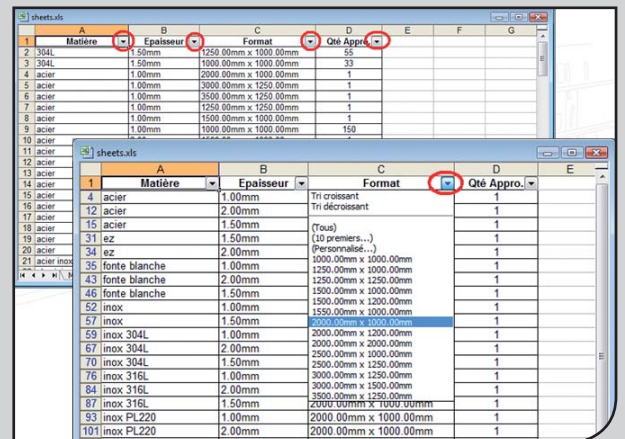 sheets.xls
A B C D E F G
1 Matière Epaisseur Format Qté Appro.
2 304L 1.50mm 1250.00mm x 1000.00mm 55
3 304L 1.50mm 1000.00mm x 1000.00mm 33
4 acier 1.00mm 2000.00mm x 1000.00mm 1
5 acier 1.00mm 3000.00mm x 1250.00mm 1
6 acier 1.00mm 3500.00mm x 1250.00mm 1
7 acier 1.00mm 1250.00mm x 1250.00mm 1
8 acier 1.00mm 1500.00mm x 1000.00mm 1
9 acier 1.00mm 1000.00mm x 1000.00mm 150
10 acier
11 acier
12 acier
13 acier
14 acier
15 acier
16 acier
17 acier
18 acier
19 acier
20 acier
21 acier inox
sheets.xls
A B C D E
1 Matière Epaisseur Format Qté Appro.
4 acier 1.00mm Tri croissant 1
Tri décroissant
12 acier 2.00mm 1
15 acier 1.50mm (Tous) 1
31 ez 1.50mm (10 premiers...) 1
(Personnalisé...)
34 ez 2.00mm 1000.00mm x 1000.00mm 1
35 fonte blanche 1.00mm 1250.00mm x 1000.00mm 1
1250.00mm x 1250.00mm
43 fonte blanche 2.00mm 1500.00mm x 1000.00mm 1
46 fonte blanche 1.50mm 1500.00mm x 1200.00mm 1
52 inox 1.00mm 1550.00mm x 1000.00mm 1
57 inox 1.50mm 2000.00mm x 1000.00mm 1
59 inox 304L 1.00mm 2000.00mm x 1200.00mm 1
67 inox 304L 2.00mm 2000.00mm x 2000.00mm 1
70 inox 304L 1.50mm 2500.00mm x 1000.00mm 1
2500.00mm x 1250.00mm
76 inox 316L 1.00mm 3000.00mm x 1250.00mm 1
84 inox 316L 2.00mm 3000.00mm x 1500.00mm 1
3500.00mm x 1250.00mm
87 inox 316L 1.50mm 2000.00mm x 1000.00mm 1
93 inox PL220 1.00mm 2000.00mm x 1000.00mm 1
101 inox PL220 2.00mm 2000.00mm x 1000.00mm 1